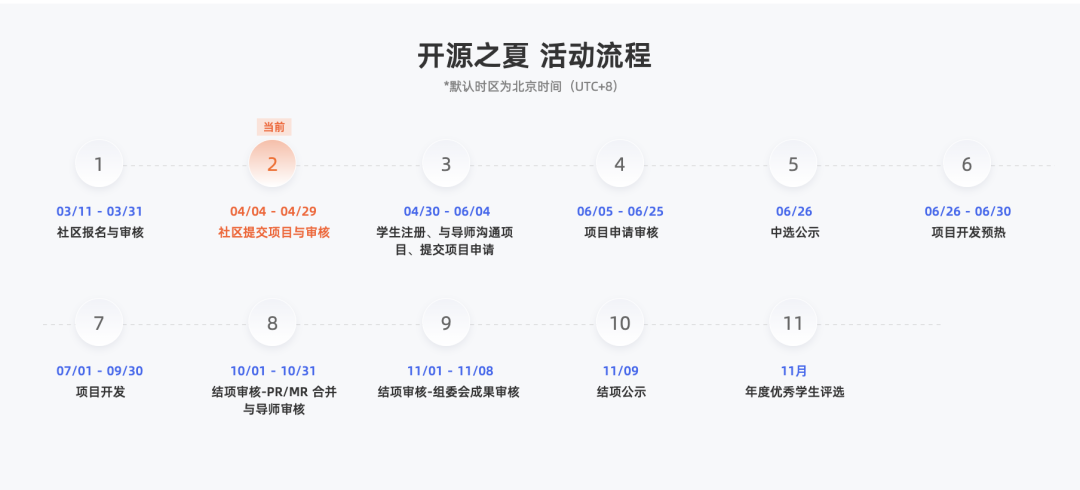 开源之夏 活动流程
*默认时区为北京时间（UTC+8）
当前
1
2
3
4
5
6
03/11 - 03/31
04/04 - 04/29
04/30 - 06/04
06/05 - 06/25
06/26
06/26 - 06/30
社区报名与审核
社区提交项目与审核
学生注册、与导师沟通项
目、提交项目申请
项目申请审核
中选公示
项目开发预热
7
8
9
10
11
07/01 - 09/30
10/01 - 10/31
11/01 - 11/08
11/09
11月
项目开发
结项审核-PR/MR 合并
与导师审核
结项审核-组委会成果审核
结项公示
年度优秀学生评选